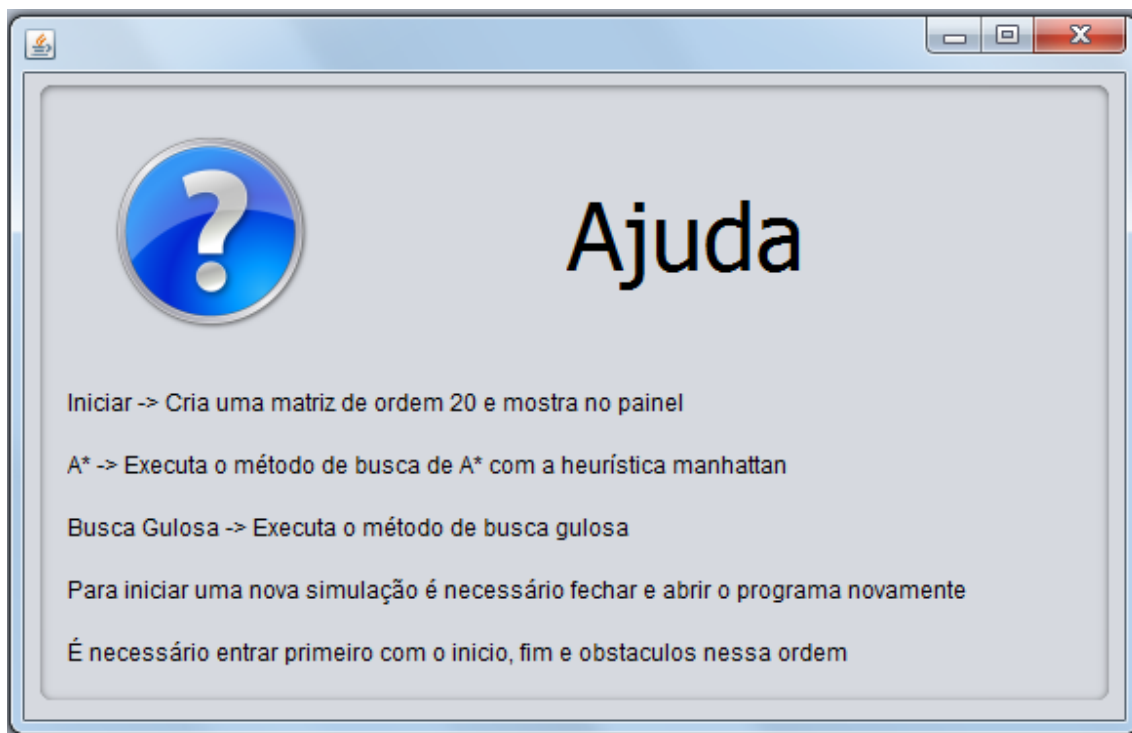 Ajuda
Iniciar -> Cria uma matriz de ordem 20 e mostra no painel
A* -> Executa o método de busca de A* com a heurística manhattan
Busca Gulosa -> Executa o método de busca gulosa
Para iniciar uma nova simulação é necessário fechar e abrir o programa novamente
É necessário entrar primeiro com o inicio, fim e obstaculos nessa ordem